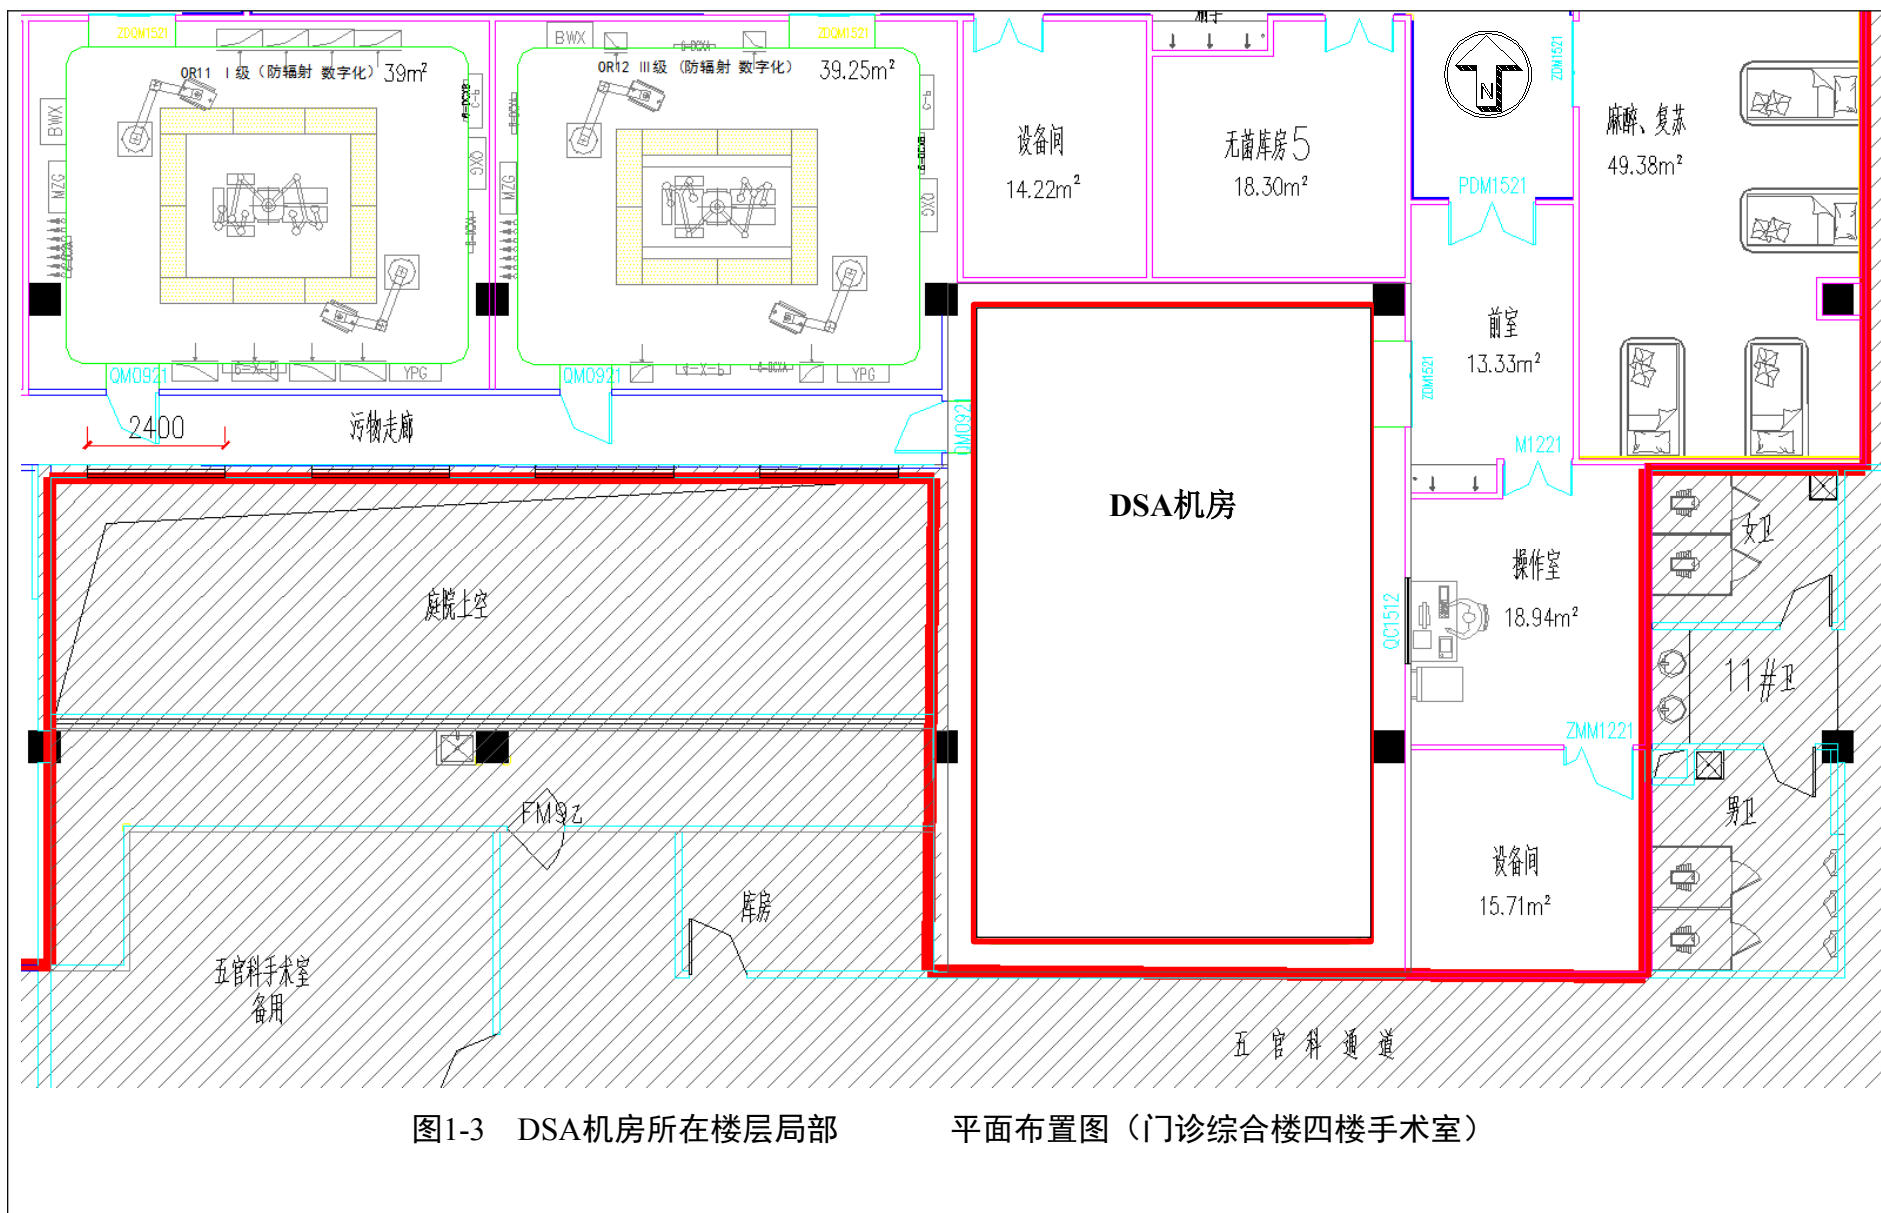 ZDQM1521
BWX
6-DCXA
ZDQM1521
OR11 Ⅰ级（防辐射 数字化）
39m²
OR12 Ⅲ级（防辐射 数字化）
39.25m²
ZDM1521
BWX
QXG
MZG
MZG
QXG
设备间
14.22m²
无菌库房5
18.30m²
N
麻醉、复苏
49.38m²
PDM1521
前室
13.33m²
ZDM1521
QM0921
YPG
QM0921
YPG
2400
污物走廊
QM0921
M1221
DSA机房
女卫
操作室
18.94m²
QC1512
庭院上空
11#卫
ZMM1221
FM9乙
男卫
设备间
15.71m²
库房
五官科手术室
备用
五官科通道
图1-3 DSA机房所在楼层局部 平面布置图（门诊综合楼四楼手术室）